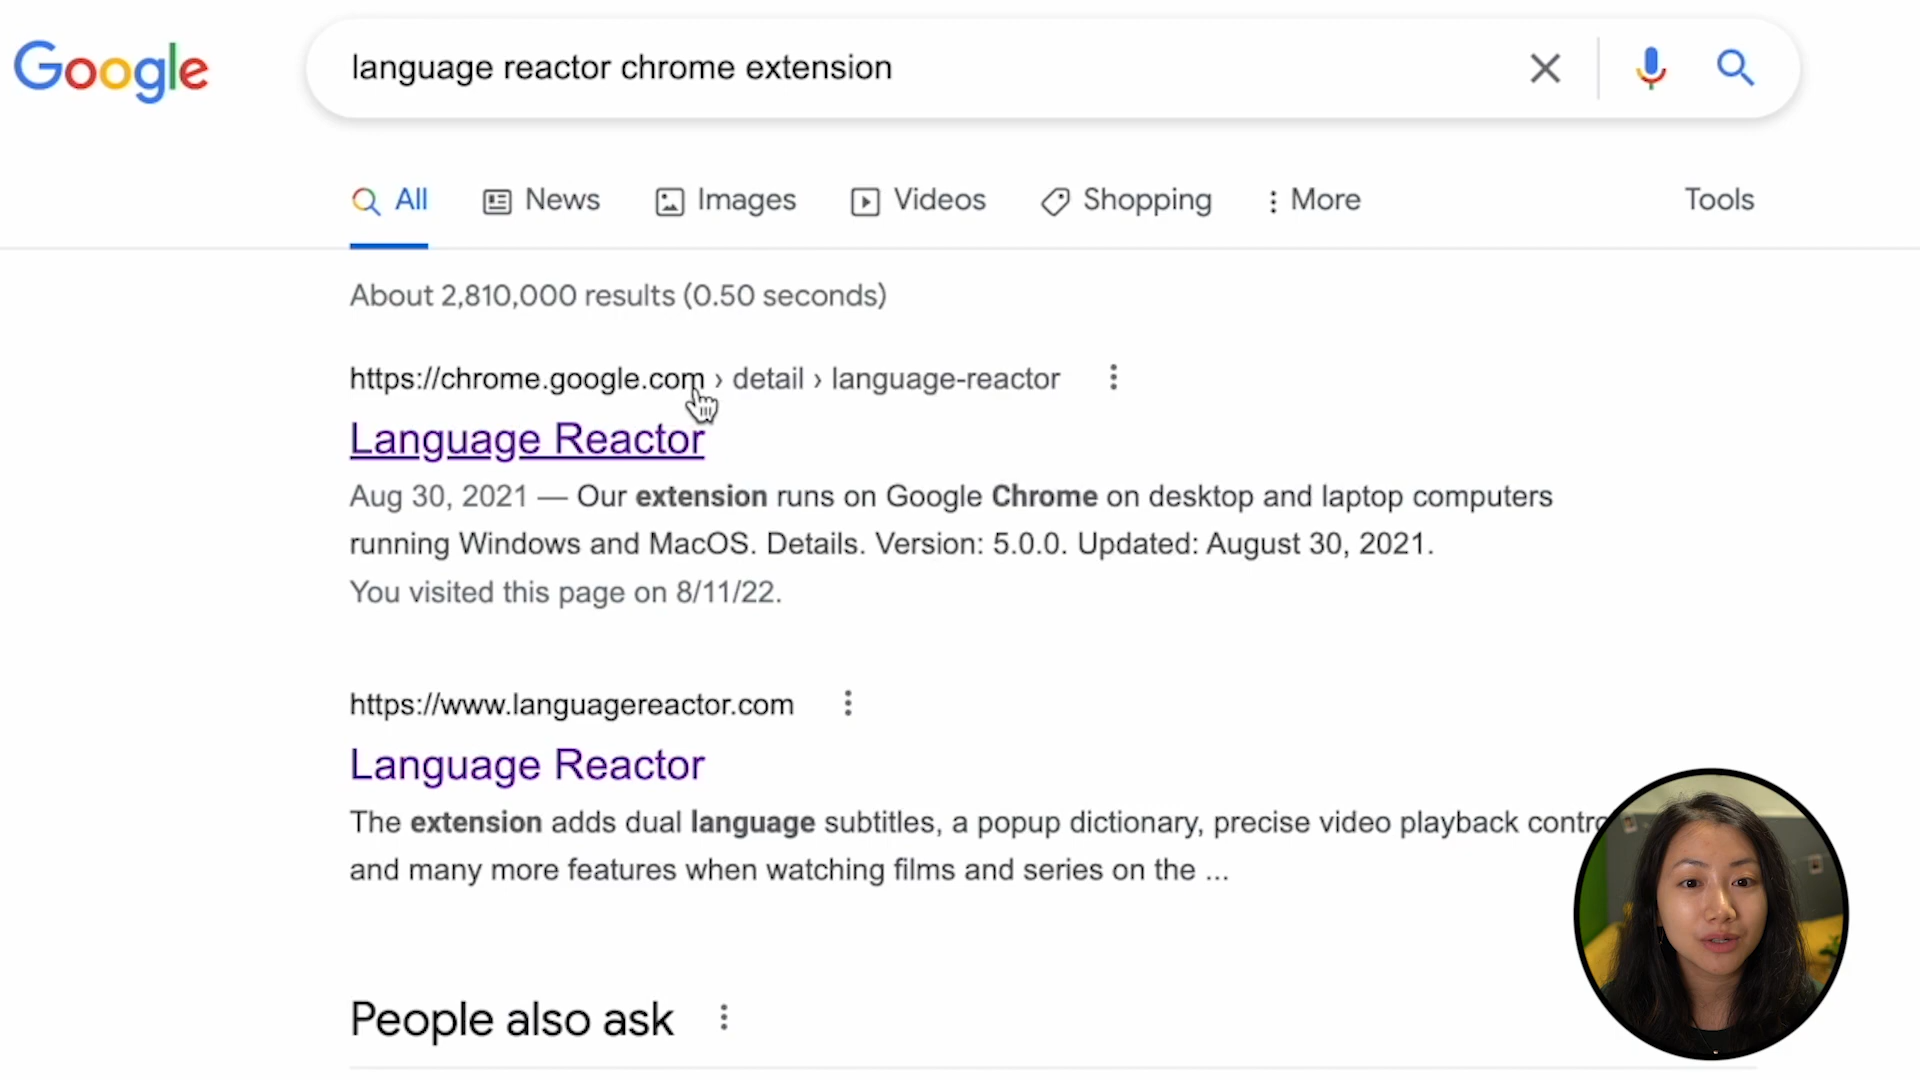 Google
language reactor chrome extension
All News Images Videos Shopping More Tools
About 2,810,000 results (0.50 seconds)
https://chrome.google.com › detail › language-reactor
Language Reactor
Aug 30, 2021 — Our extension runs on Google Chrome on desktop and laptop computers
running Windows and MacOS. Details. Version: 5.0.0. Updated: August 30, 2021.
You visited this page on 8/11/22.
https://www.languagereactor.com
Language Reactor
The extension adds dual language subtitles, a popup dictionary, precise video playback
and many more features when watching films and series on the ...
People also ask